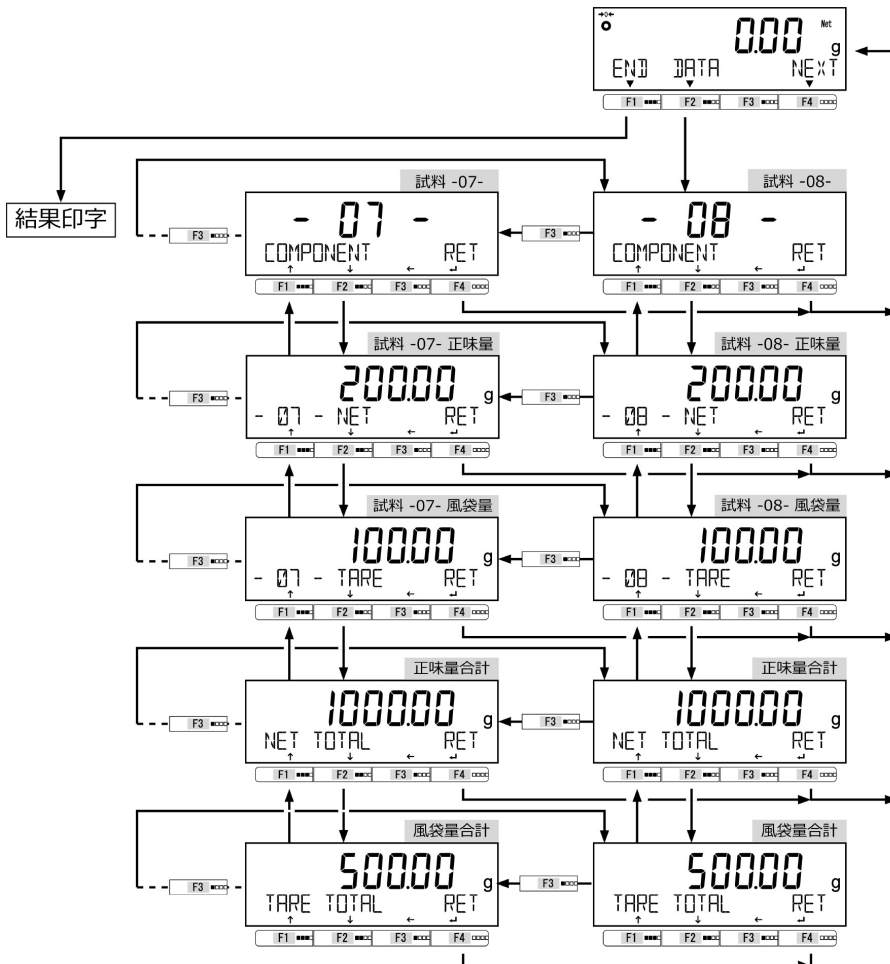 →0← 0.00 Net g
END DATA NEXT
F1 F2 F3 F4
結果印字
試料 -07-
- 07 -
COMPONENT RET
↑ ↓ ← ↵
F1 F2 F3 F4
試料 -08-
- 08 -
COMPONENT RET
↑ ↓ ← ↵
F1 F2 F3 F4
F3
F3
試料 -07- 正味量
200.00 g
- 07 - NET RET
↑ ↓ ← ↵
F1 F2 F3 F4
試料 -08- 正味量
200.00 g
- 08 - NET RET
↑ ↓ ← ↵
F1 F2 F3 F4
F3
F3
試料 -07- 風袋量
100.00 g
- 07 - TARE RET
↑ ↓ ← ↵
F1 F2 F3 F4
試料 -08- 風袋量
100.00 g
- 08 - TARE RET
↑ ↓ ← ↵
F1 F2 F3 F4
F3
F3
正味量合計
1000.00 g
NET TOTAL RET
↑ ↓ ← ↵
F1 F2 F3 F4
正味量合計
1000.00 g
NET TOTAL RET
↑ ↓ ← ↵
F1 F2 F3 F4
F3
F3
風袋量合計
500.00 g
TARE TOTAL RET
↑ ↓ ← ↵
F1 F2 F3 F4
風袋量合計
500.00 g
TARE TOTAL RET
↑ ↓ ← ↵
F1 F2 F3 F4
F3
F3